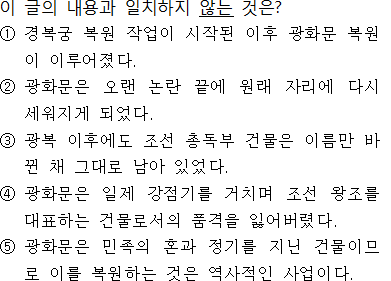 이 글의 내용과 일치하지 않는 것은?
① 경복궁 복원 작업이 시작된 이후 광화문 복원
이 이루어졌다.
② 광화문은 오랜 논란 끝에 원래 자리에 다시
세워지게 되었다.
③ 광복 이후에도 조선 총독부 건물은 이름만 바
뀐 채 그대로 남아 있었다.
④ 광화문은 일제 강점기를 거치며 조선 왕조를
대표하는 건물로서의 품격을 잃어버렸다.
⑤ 광화문은 민족의 혼과 정기를 지닌 건물이므
로 이를 복원하는 것은 역사적인 사업이다.